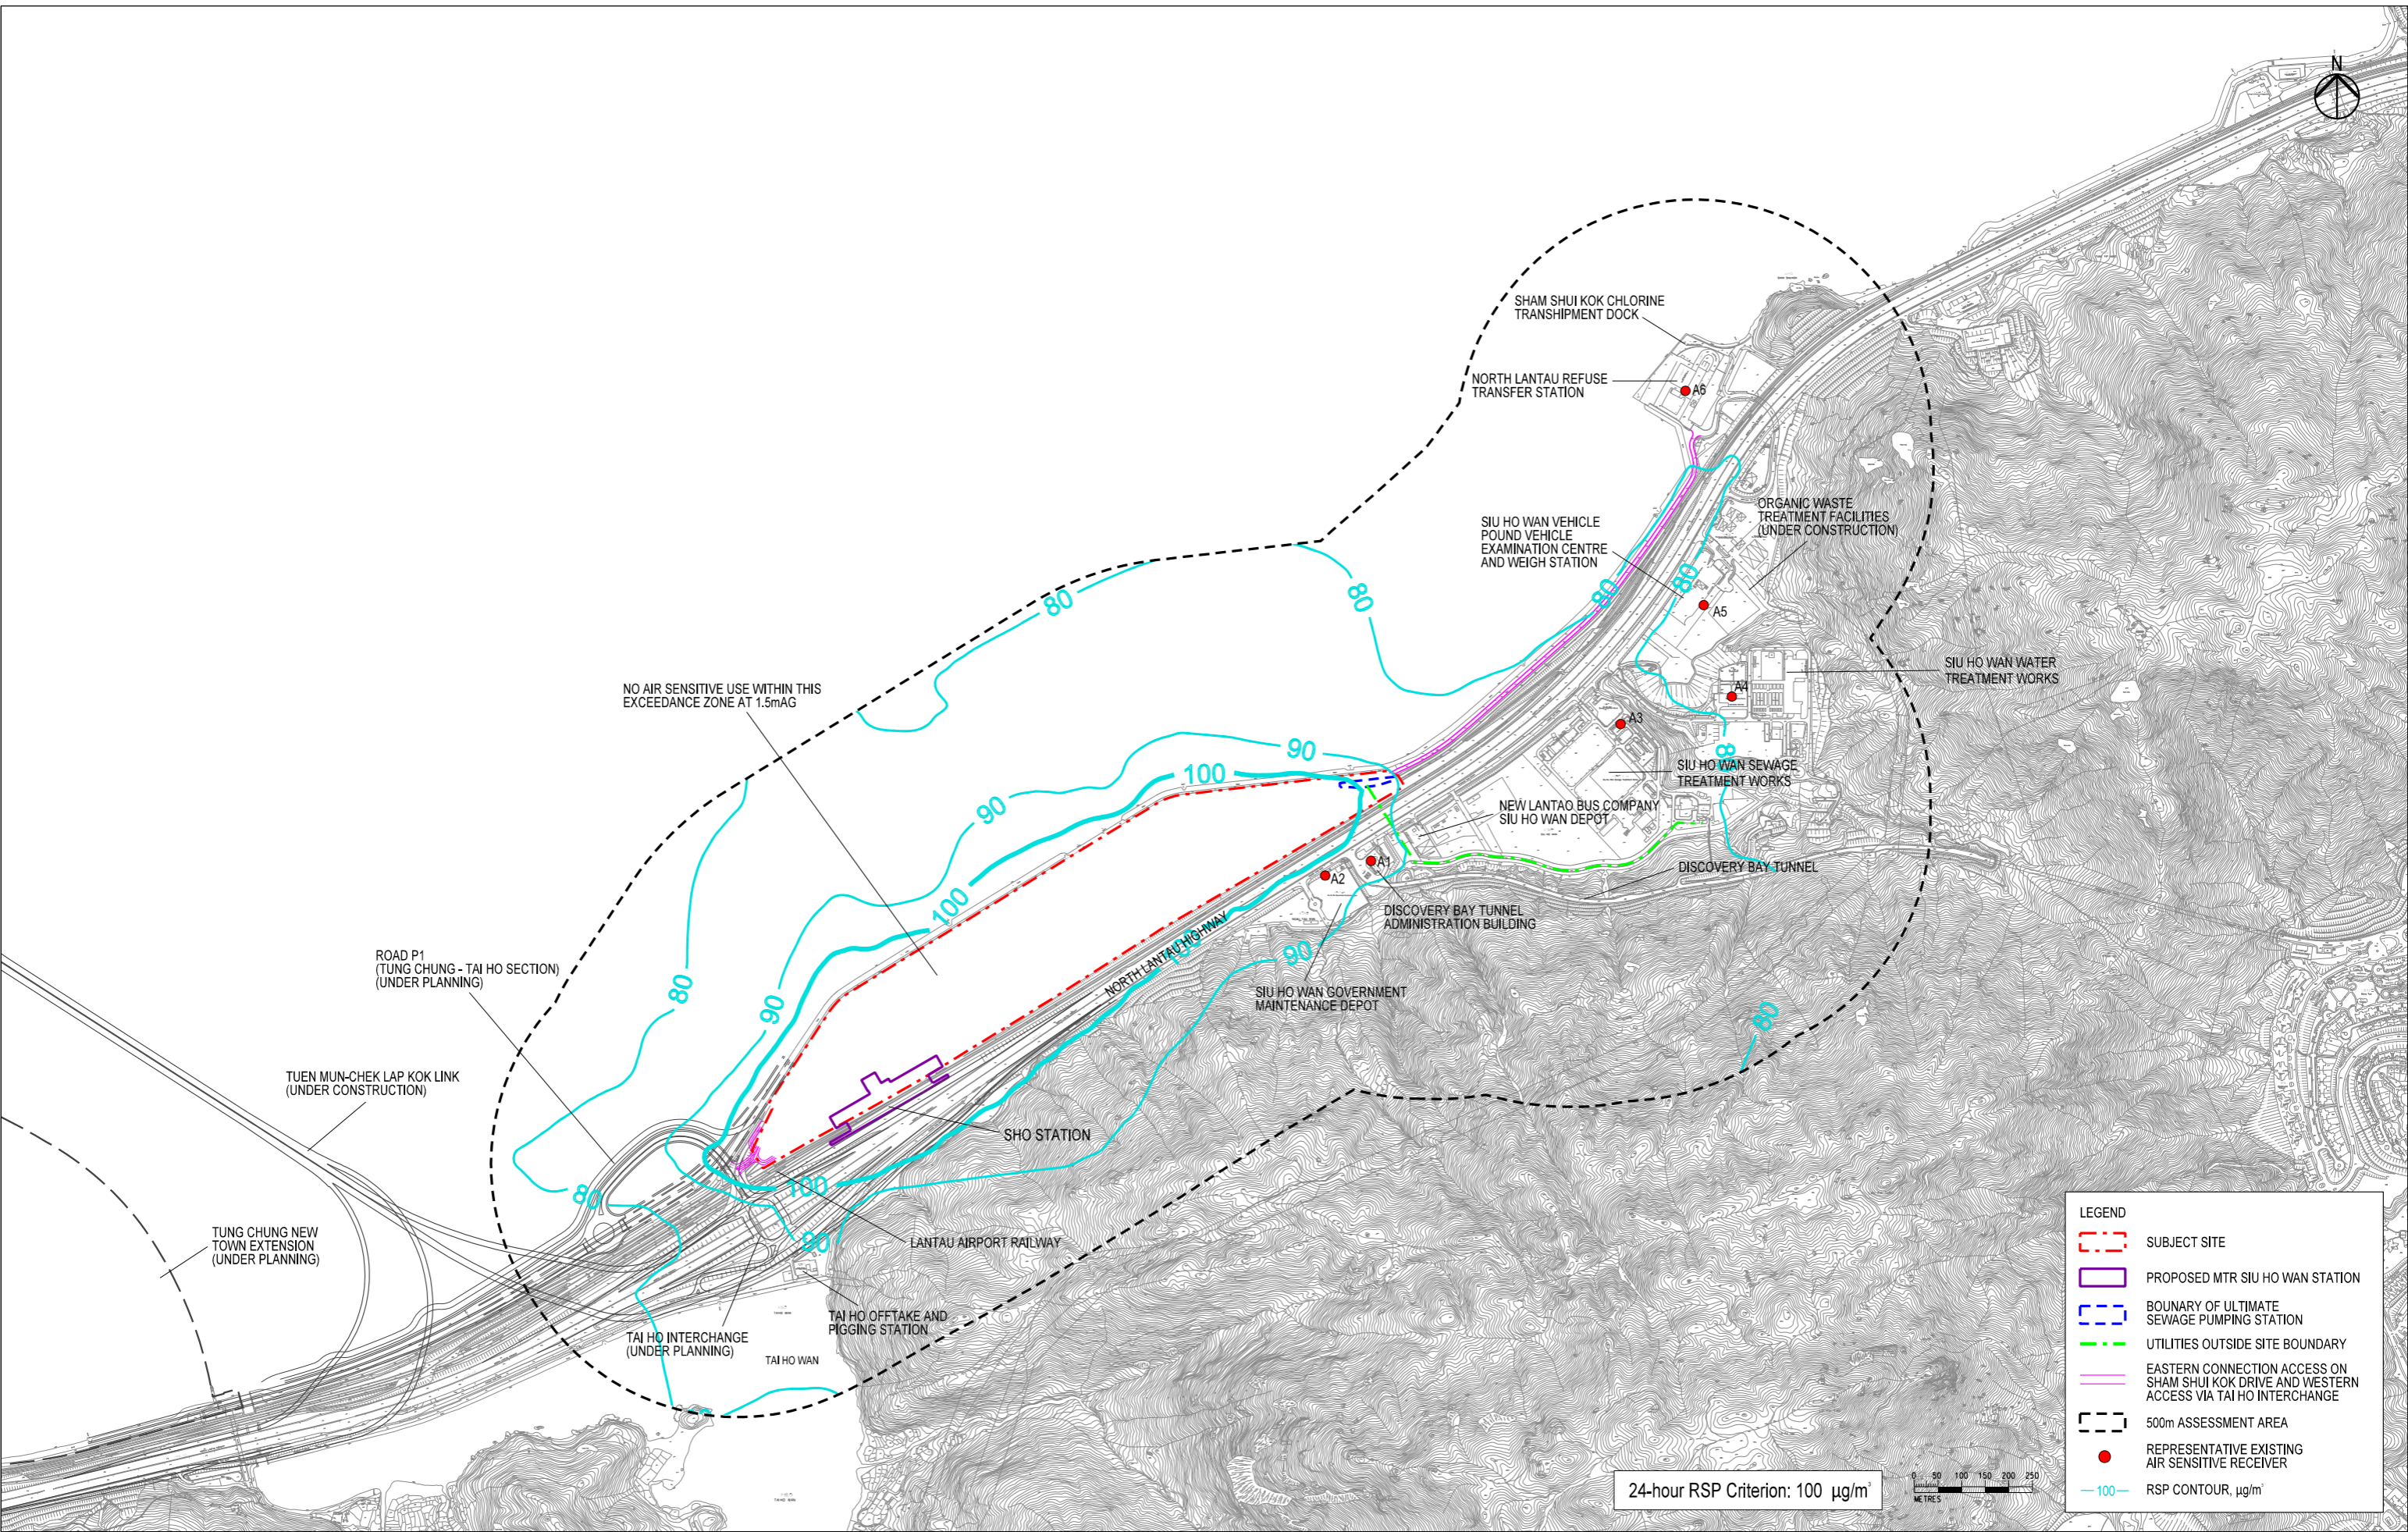 N
SHAM SHUI KOK CHLORINE
TRANSHIPMENT DOCK
NORTH LANTAU REFUSE
TRANSFER STATION
A6
SIU HO WAN VEHICLE
POUND VEHICLE
EXAMINATION CENTRE
AND WEIGH STATION
ORGANIC WASTE
TREATMENT FACILITIES
(UNDER CONSTRUCTION)
80
80
80
80
A5
SIU HO WAN WATER
TREATMENT WORKS
A4
A3
NO AIR SENSITIVE USE WITHIN THIS
EXCEEDANCE ZONE AT 1.5mAG
90
100
80
SIU HO WAN SEWAGE
TREATMENT WORKS
90
NEW LANTAO BUS COMPANY
SIU HO WAN DEPOT
A1
A2
DISCOVERY BAY TUNNEL
100
DISCOVERY BAY TUNNEL
ADMINISTRATION BUILDING
NORTH LANTAU HIGHWAY
100
90
ROAD P1
(TUNG CHUNG - TAI HO SECTION)
(UNDER PLANNING)
80
90
SIU HO WAN GOVERNMENT
MAINTENANCE DEPOT
80
TUEN MUN-CHEK LAP KOK LINK
(UNDER CONSTRUCTION)
SHO STATION
80
100
TUNG CHUNG NEW
TOWN EXTENSION
(UNDER PLANNING)
90
LANTAU AIRPORT RAILWAY
TAI HO OFFTAKE AND
PIGGING STATION
TAI HO INTERCHANGE
(UNDER PLANNING)
TAI HO WAN
LEGEND
SUBJECT SITE
PROPOSED MTR SIU HO WAN STATION
BOUNARY OF ULTIMATE
SEWAGE PUMPING STATION
UTILITIES OUTSIDE SITE BOUNDARY
EASTERN CONNECTION ACCESS ON
SHAM SHUI KOK DRIVE AND WESTERN
ACCESS VIA TAI HO INTERCHANGE
500m ASSESSMENT AREA
REPRESENTATIVE EXISTING
AIR SENSITIVE RECEIVER
100 RSP CONTOUR, µg/m³
24-hour RSP Criterion: 100 µg/m³
0 50 100 150 200 250
METRES